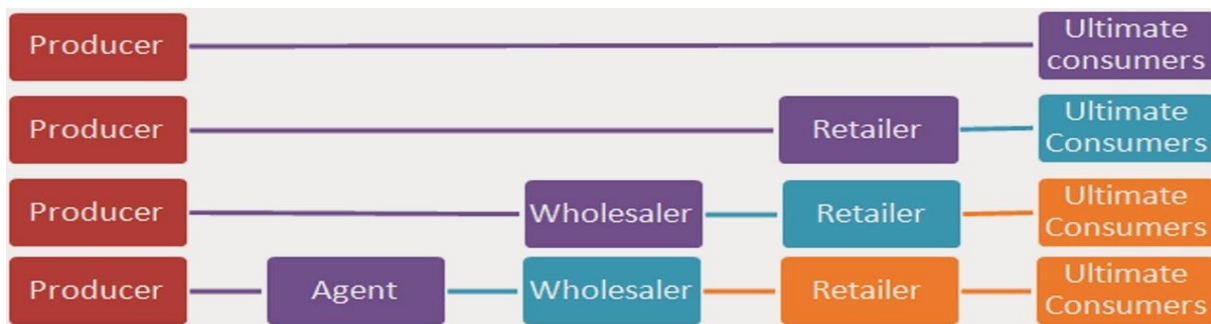 Producer
Ultimate
consumers
Producer
Retailer
Ultimate
Consumers
Producer
Wholesaler
Retailer
Ultimate
Consumers
Producer
Agent
Wholesaler
Retailer
Ultimate
Consumers